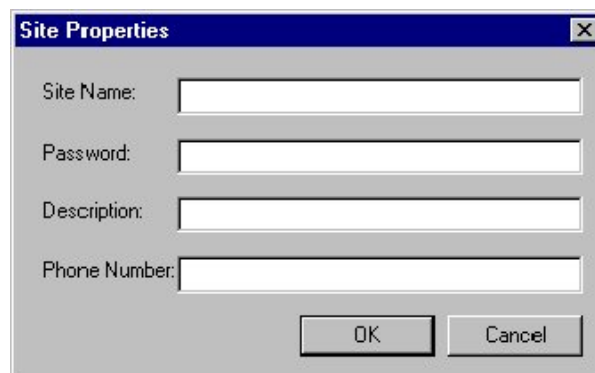 Site Properties
Site Name:
Password:
Description:
Phone Number:
OK Cancel